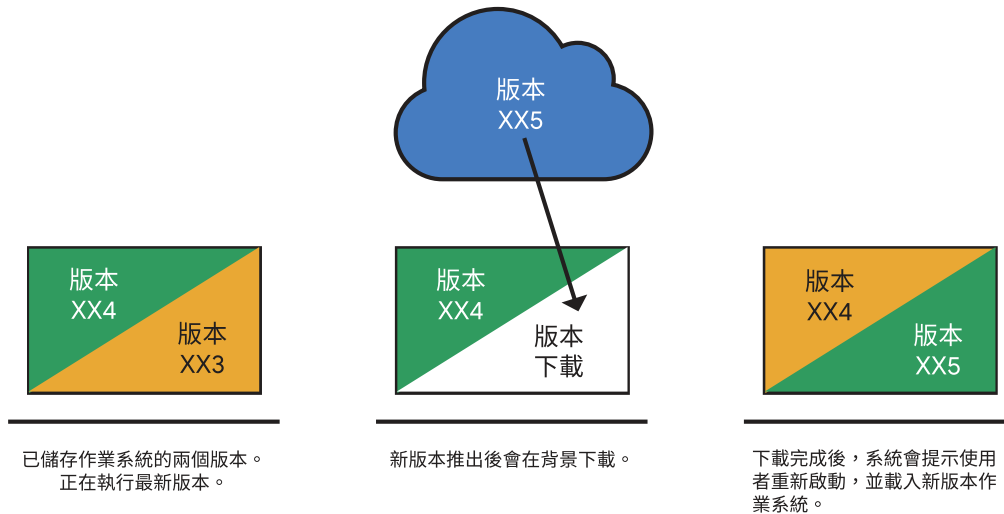 版本
XX5
版本
XX4
版本
XX3
版本
XX4
版本
下載
版本
XX4
版本
XX5
已儲存作業系統的兩個版本。
正在執行最新版本。
新版本推出後會在背景下載。
下載完成後，系統會提示使用
者重新啟動，並載入新版本作
業系統。